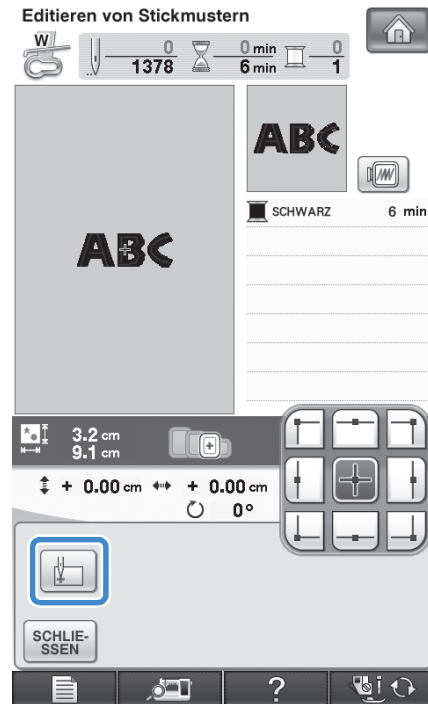 Editieren von Stickmustern
W
0 0 min 0
1378 6 min 1
ABC
ABC
SCHWARZ 6 min
3.2 cm
9.1 cm
+ 0.00 cm + 0.00 cm
0°
SCHLIE-
SSEN
?